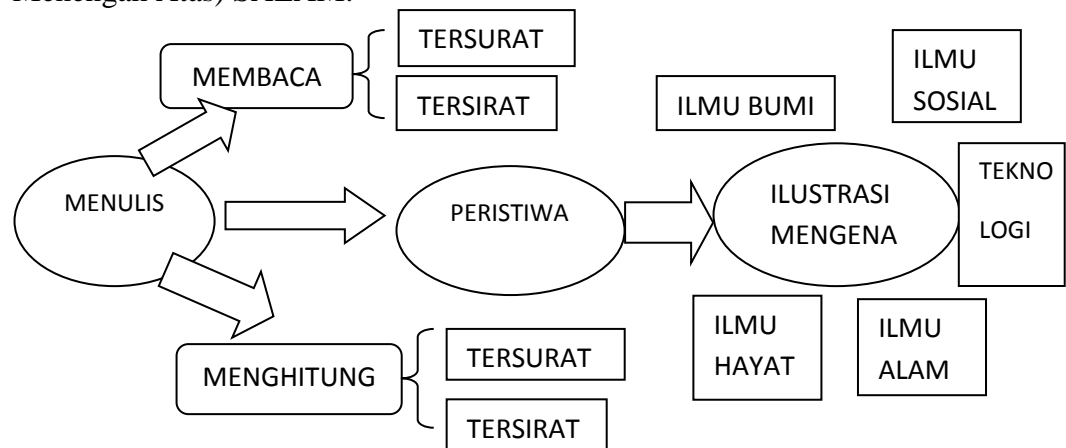 Menengah Atas) SALAM.
TERSURAT
MEMBACA
TERSIRAT
ILMU BUMI
ILMU
SOSIAL
MENULIS
PERISTIWA
ILUSTRASI
MENGENA
TEKNO
LOGI
MENGHITUNG
TERSURAT
TERSIRAT
ILMU
HAYAT
ILMU
ALAM